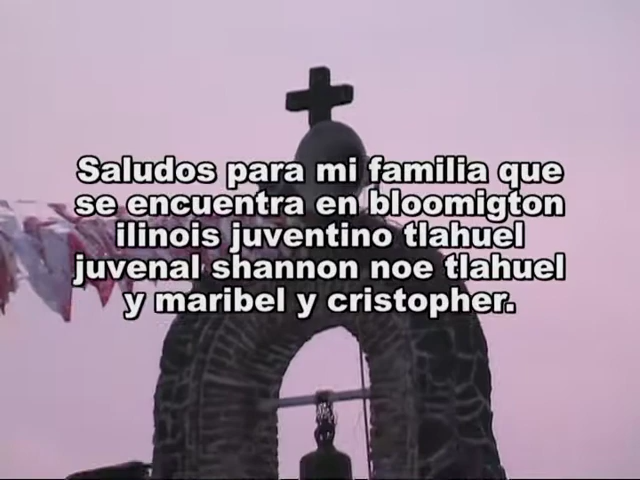 Saludos para mi familia que
se encuentra en bloomigton
ilinois juventino tlahuel
juvenal shannon noe tlahuel
y maribel y cristopher.